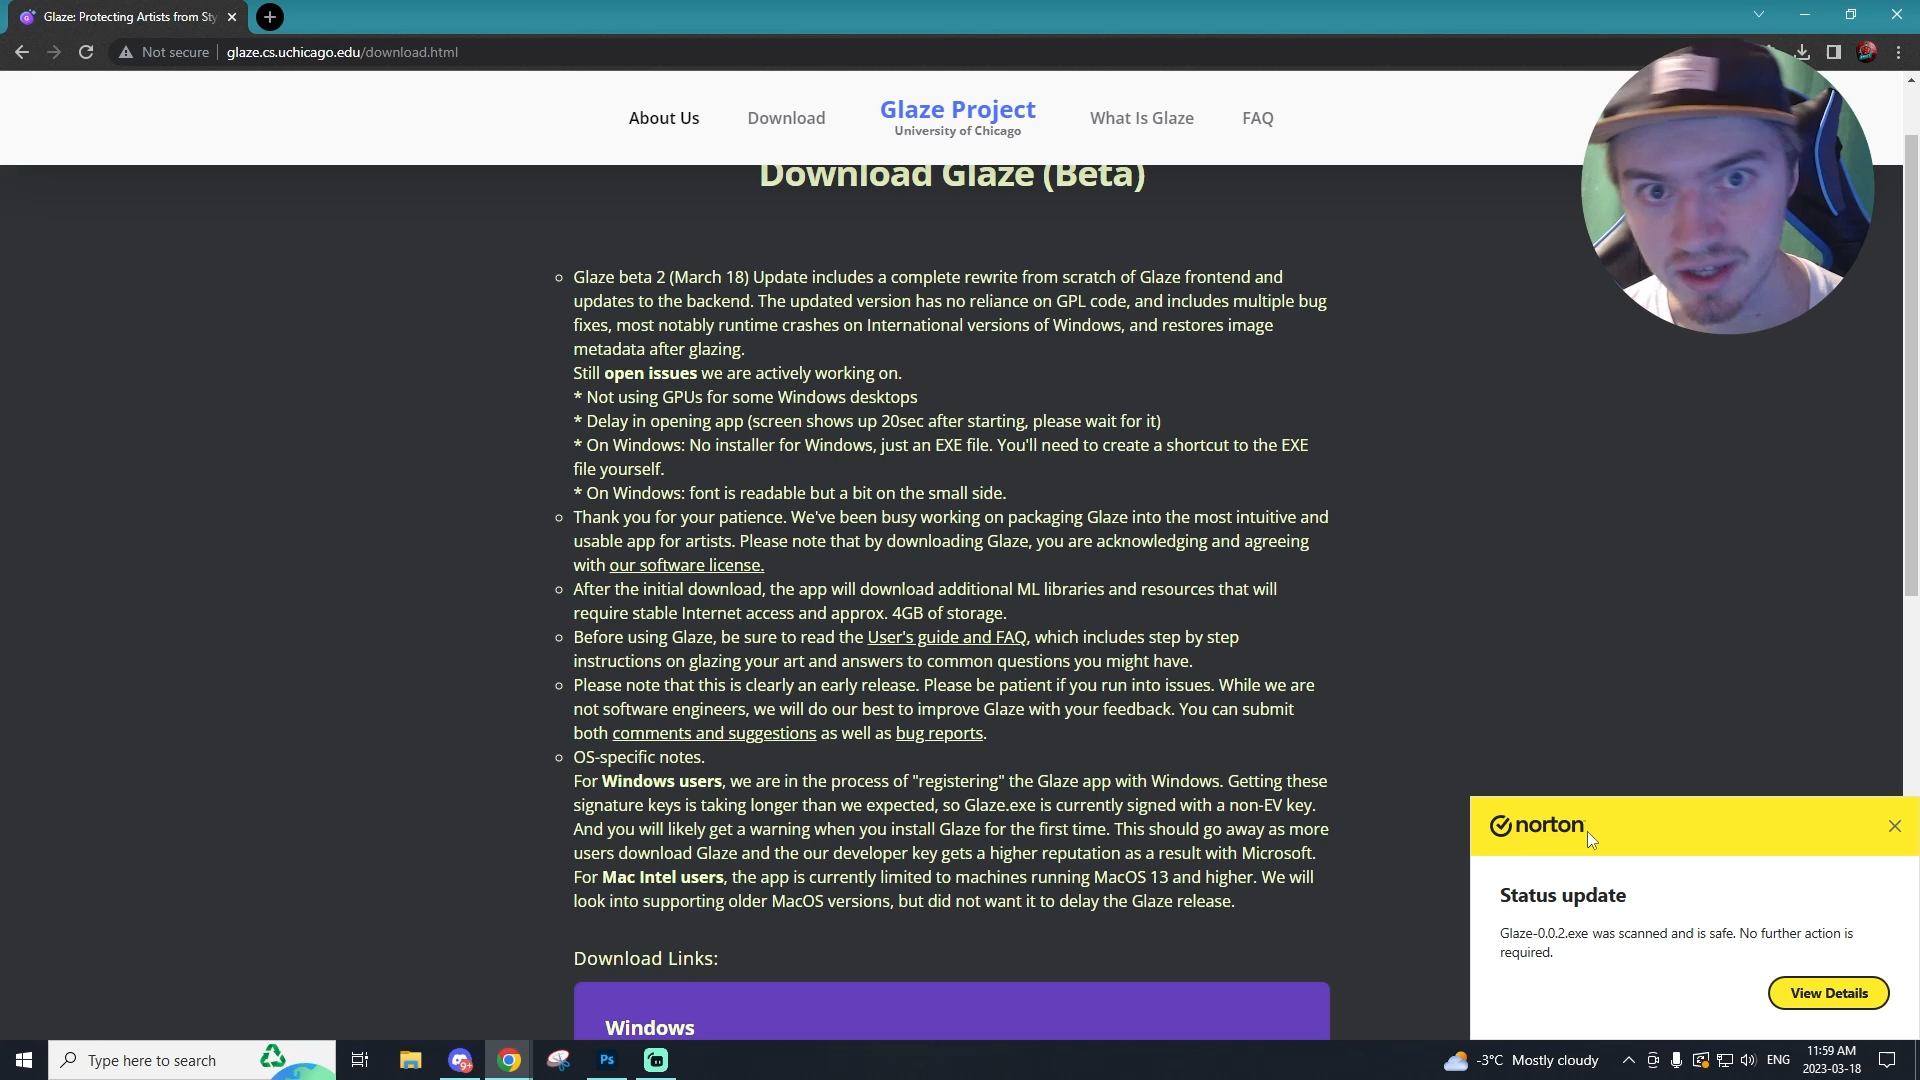 Glaze: Protecting Artists from Sty
Not secure
glaze.cs.uchicago.edu/download.html
About Us
Download
Glaze Project
University of Chicago
What Is Glaze
FAQ
Download Glaze (Beta)
Glaze beta 2 (March 18) Update includes a complete rewrite from scratch of Glaze frontend and
updates to the backend. The updated version has no reliance on GPL code, and includes multiple bug
fixes, most notably runtime crashes on International versions of Windows, and restores image
metadata after glazing.
Still open issues we are actively working on.
* Not using GPUs for some Windows desktops
* Delay in opening app (screen shows up 20sec after starting, please wait for it)
* On Windows: No installer for Windows, just an EXE file. You'll need to create a shortcut to the EXE
file yourself.
* On Windows: font is readable but a bit on the small side.
Thank you for your patience. We've been busy working on packaging Glaze into the most intuitive and
usable app for artists. Please note that by downloading Glaze, you are acknowledging and agreeing
with our software license.
After the initial download, the app will download additional ML libraries and resources that will
require stable Internet access and approx. 4GB of storage.
Before using Glaze, be sure to read the User's guide and FAQ, which includes step by step
instructions on glazing your art and answers to common questions you might have.
Please note that this is clearly an early release. Please be patient if you run into issues. While we are
not software engineers, we will do our best to improve Glaze with your feedback. You can submit
both comments and suggestions as well as bug reports.
OS-specific notes.
For Windows users, we are in the process of "registering" the Glaze app with Windows. Getting these
signature keys is taking longer than we expected, so Glaze.exe is currently signed with a non-EV key.
And you will likely get a warning when you install Glaze for the first time. This should go away as more
users download Glaze and the our developer key gets a higher reputation as a result with Microsoft.
For Mac Intel users, the app is currently limited to machines running MacOS 13 and higher. We will
look into supporting older MacOS versions, but did not want it to delay the Glaze release.
Download Links:
Windows
norton
Status update
Glaze-0.0.2.exe was scanned and is safe. No further action is
required.
View Details
Type here to search
9+
Ps
-3°C Mostly cloudy
ENG
11:59 AM
2023-03-18